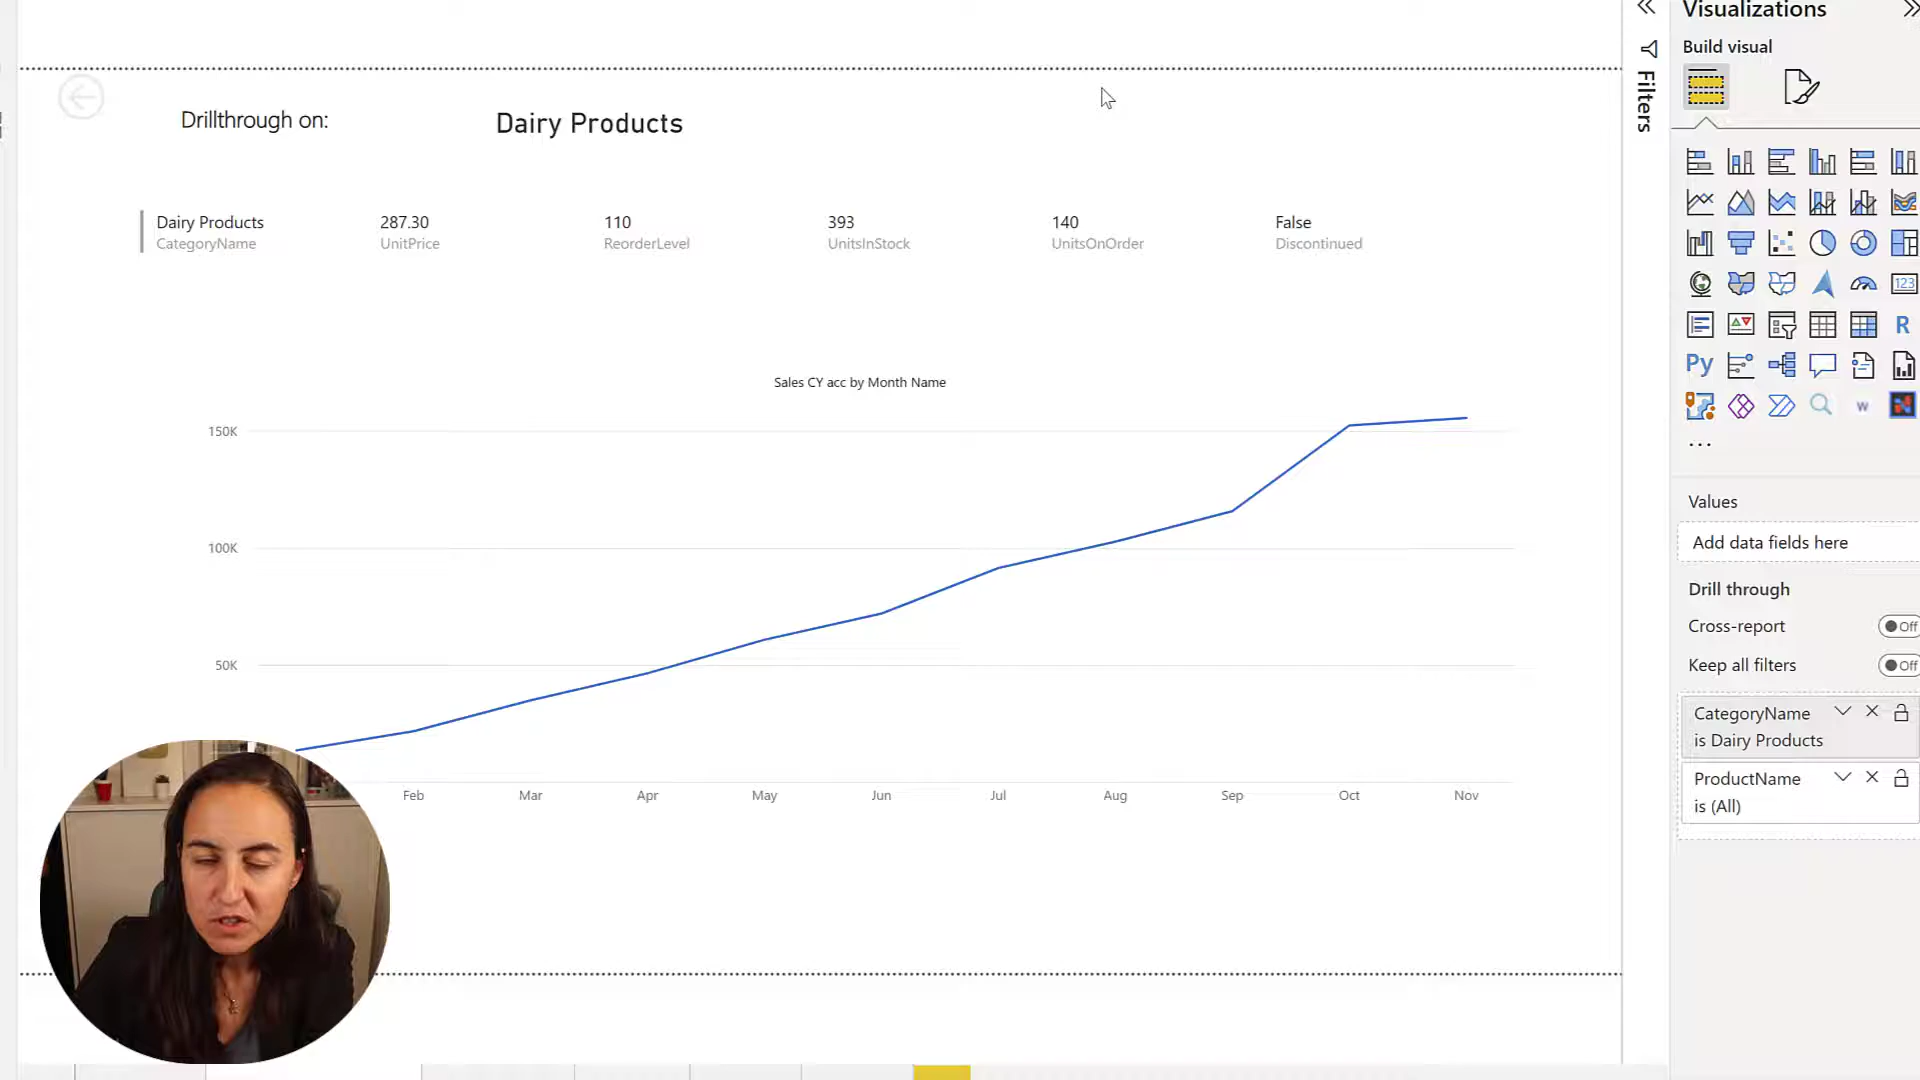 Visualizations
Build visual
Filters
Drillthrough on:
Dairy Products
Dairy Products
CategoryName
287.30
UnitPrice
110
ReorderLevel
393
UnitsInStock
140
UnitsOnOrder
False
Discontinued
Sales CY acc by Month Name
150K
100K
50K
Feb
Mar
Apr
May
Jun
Jul
Aug
Sep
Oct
Nov
123
R
Py
W
...
Values
Add data fields here
Drill through
Cross-report
Off
Keep all filters
Off
CategoryName
is Dairy Products
ProductName
is (All)